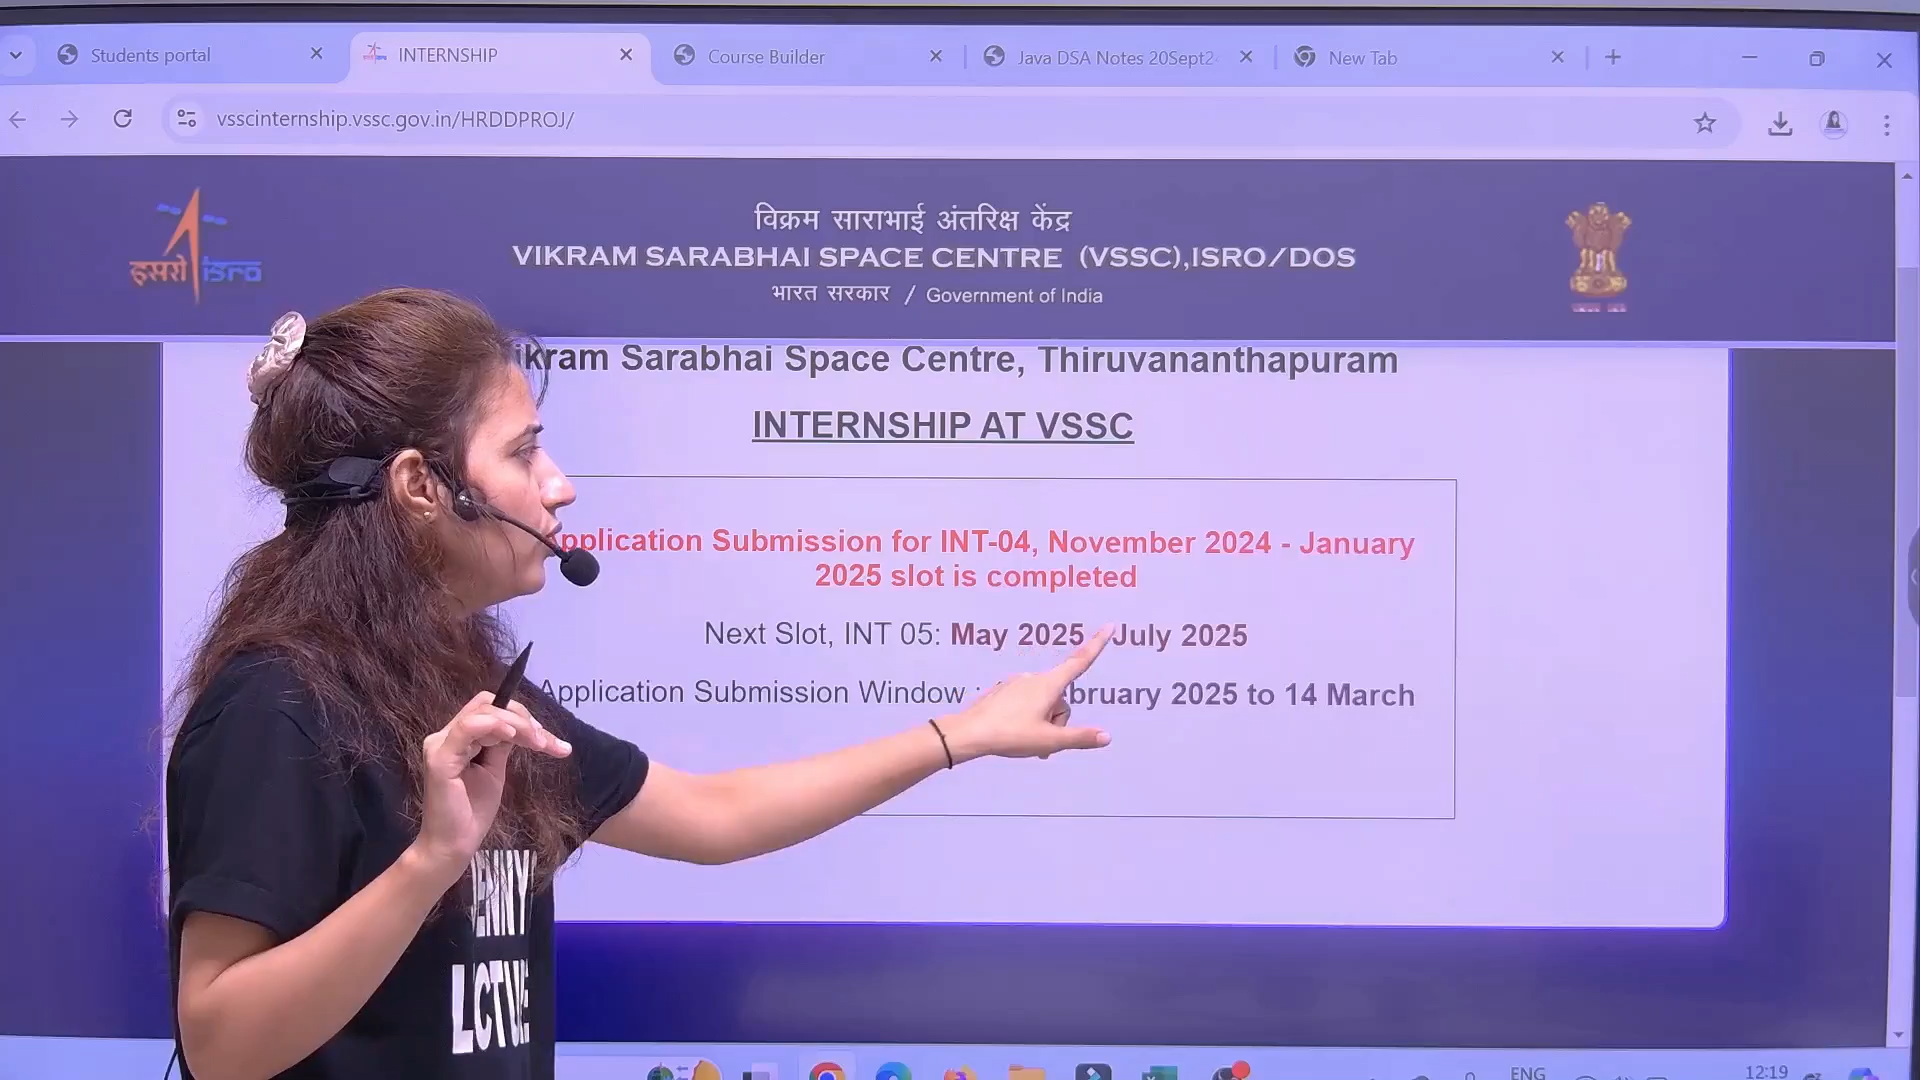 Students portal
INTERNSHIP
Course Builder
Java DSA Notes 20Sept2
New Tab
vsscinternship.vssc.gov.in/HRDDPROJ/
विक्रम साराभाई अंतरिक्ष केंद्र
VIKRAM SARABHAI SPACE CENTRE (VSSC),ISRO/DOS
भारत सरकार / Government of India
इसरो isro
ikram Sarabhai Space Centre, Thiruvananthapuram
INTERNSHIP AT VSSC
Application Submission for INT-04, November 2024 - January
2025 slot is completed
Next Slot, INT 05: May 2025 - July 2025
Application Submission Window : bruary 2025 to 14 March
ENNY
LCTU
ENG
12:19